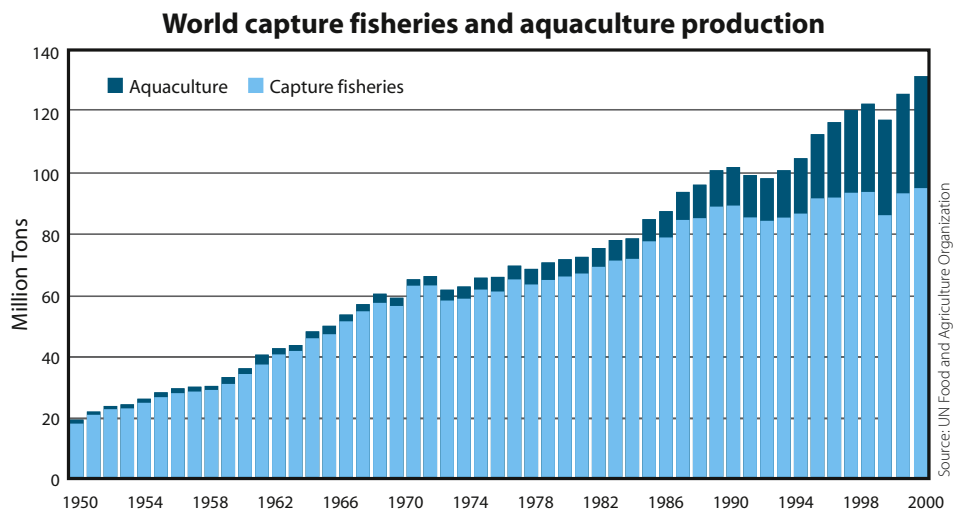 World capture fisheries and aquaculture production
140
120
100
80
60
40
20
0
Million Tons
Aquaculture
Capture fisheries
1950 1954 1958 1962 1966 1970 1974 1978 1982 1986 1990 1994 1998 2000
Source: UN Food and Agriculture Organization